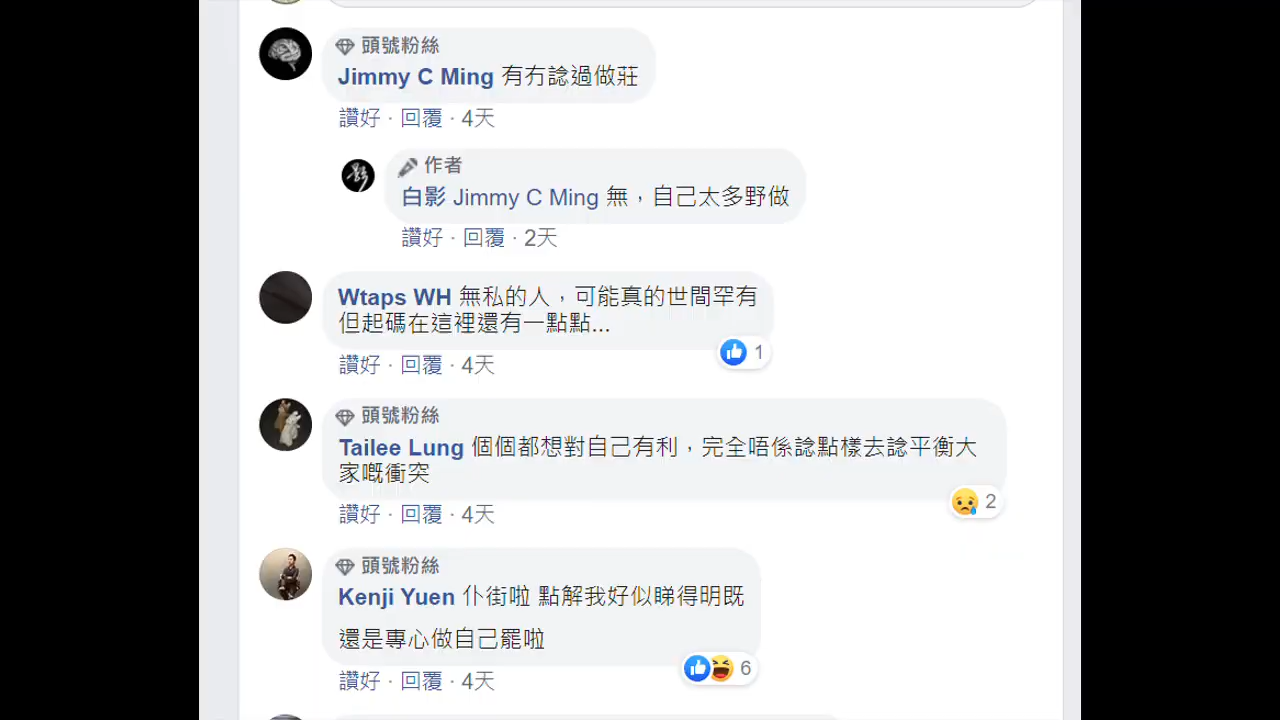 頭號粉絲
Jimmy C Ming 有冇諗過做莊
讚好 · 回覆 · 4天
作者
白影 Jimmy C Ming 無，自己太多野做
讚好 · 回覆 · 2天
Wtaps WH 無私的人，可能真的世間罕有
但起碼在這裡還有一點點...
1
讚好 · 回覆 · 4天
頭號粉絲
Tailee Lung 個個都想對自己有利，完全唔係諗點樣去諗平衡大
家嘅衝突
2
讚好 · 回覆 · 4天
頭號粉絲
Kenji Yuen 仆街啦 點解我好似睇得明既
還是專心做自己罷啦
6
讚好 · 回覆 · 4天